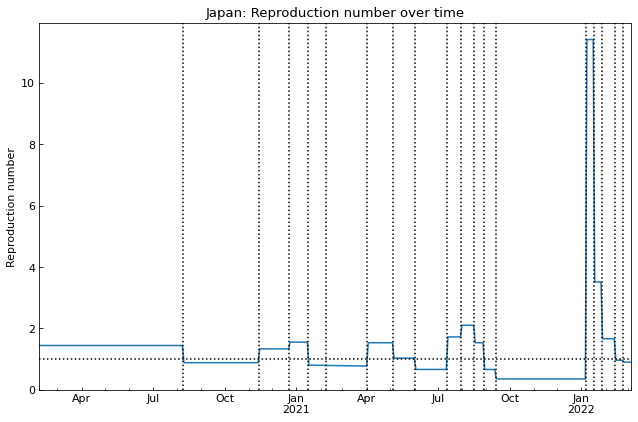 Japan: Reproduction number over time
Reproduction number
10
8
6
4
2
0
Apr
Jul
Oct
Jan
2021
Apr
Jul
Oct
Jan
2022